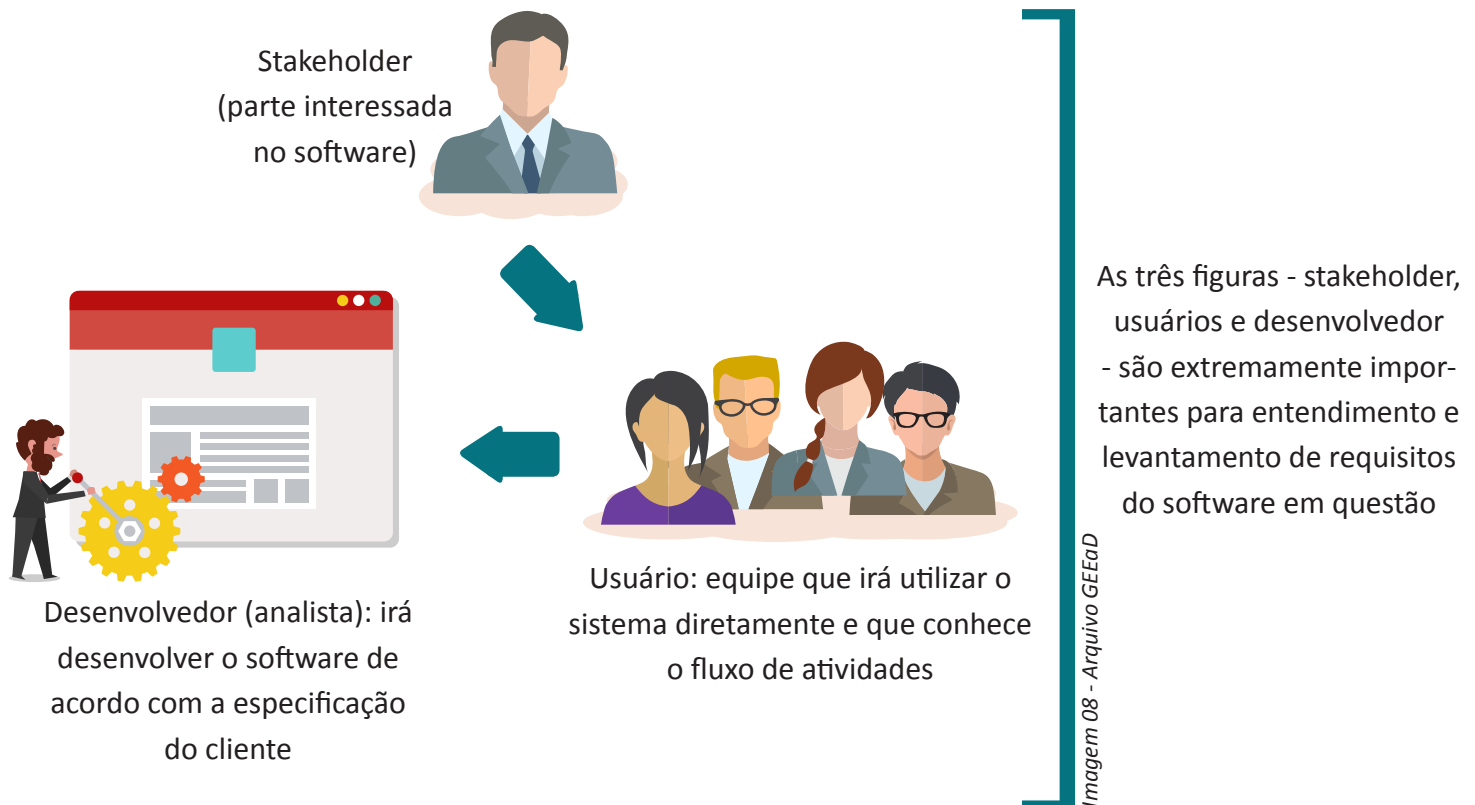 Stakeholder
(parte interessada
no software)
Desenvolvedor (analista): irá
desenvolver o software de
acordo com a especificação
do cliente
Usuário: equipe que irá utilizar o
sistema diretamente e que conhece
o fluxo de atividades
As três figuras - stakeholder,
usuários e desenvolvedor
- são extremamente impor-
tantes para entendimento e
levantamento de requisitos
do software em questão
Imagem 08 - Arquivo GEEaD